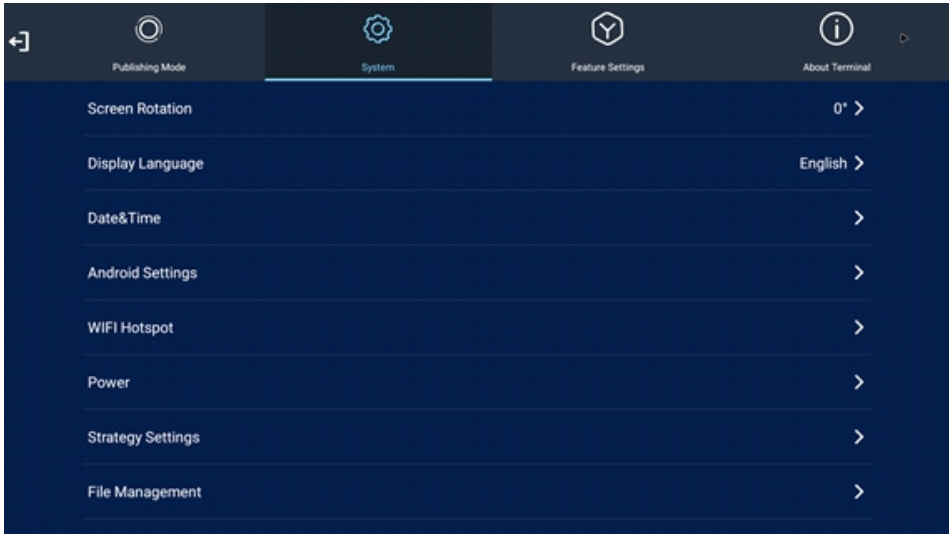 Publishing Mode
System
Feature Settings
About Terminal
Screen Rotation 0°
Display Language English
Date&Time
Android Settings
WIFI Hotspot
Power
Strategy Settings
File Management